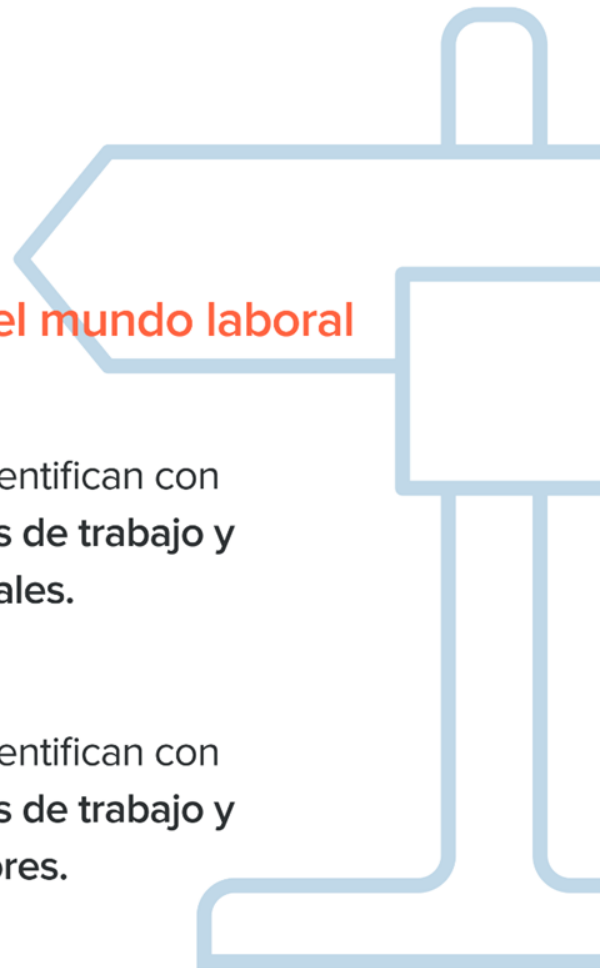 el mundo laboral
entifican con
s de trabajo y
ales.
entifican con
s de trabajo y
ores.